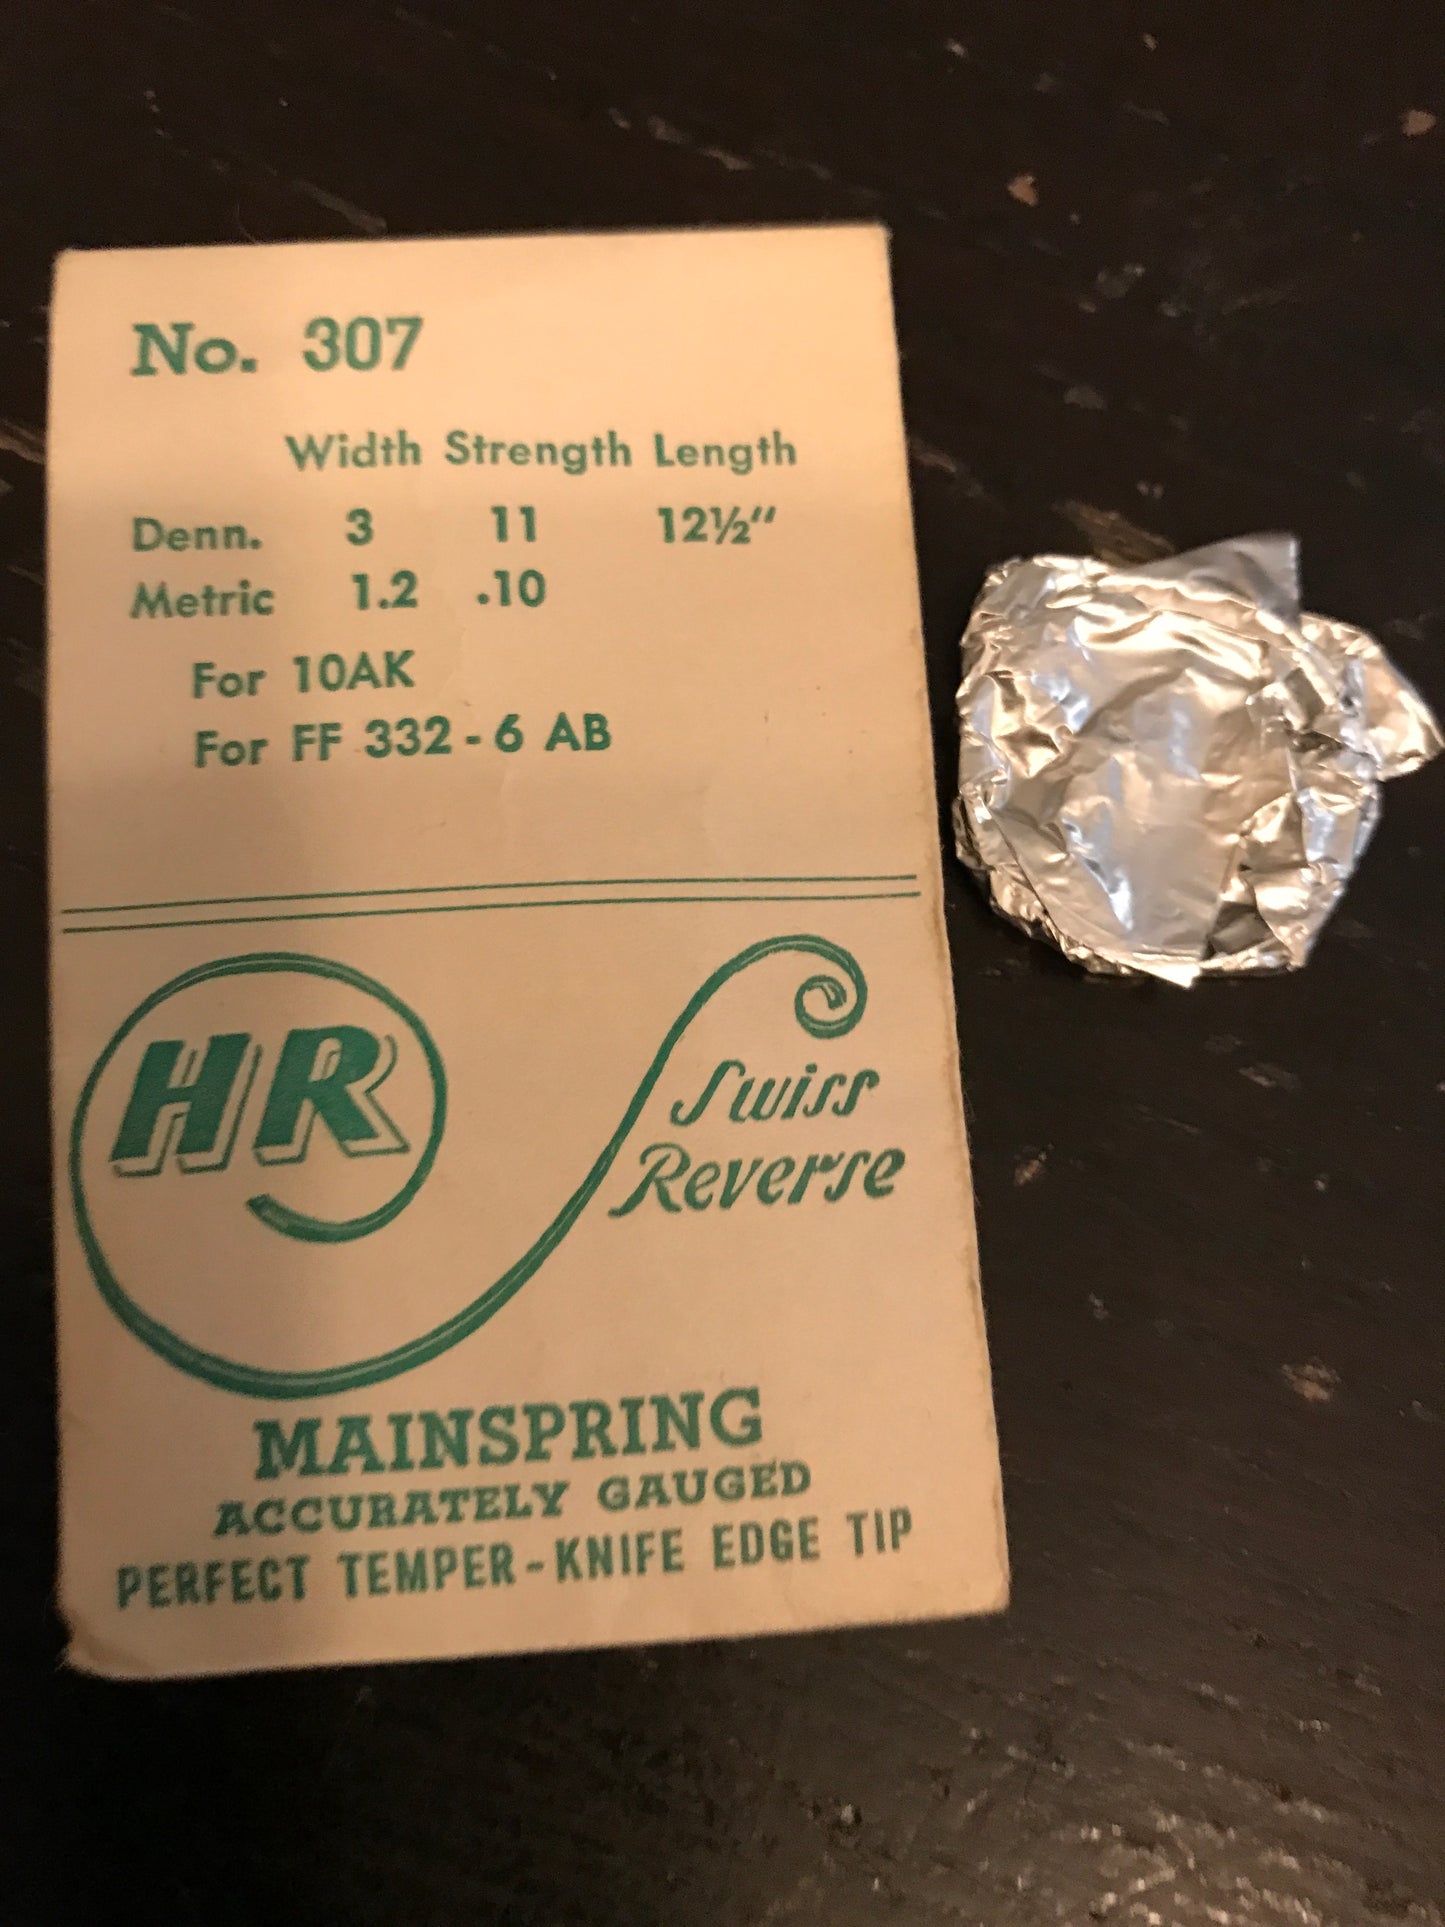 No. 307
Width Strength Length
Denn. 3 11 12½"
Metric 1.2 .10
For 10AK
For FF 332 - 6 AB
HR
Swiss
Reverse
MAINSPRING
ACCURATELY GAUGED
PERFECT TEMPER - KNIFE EDGE TIP